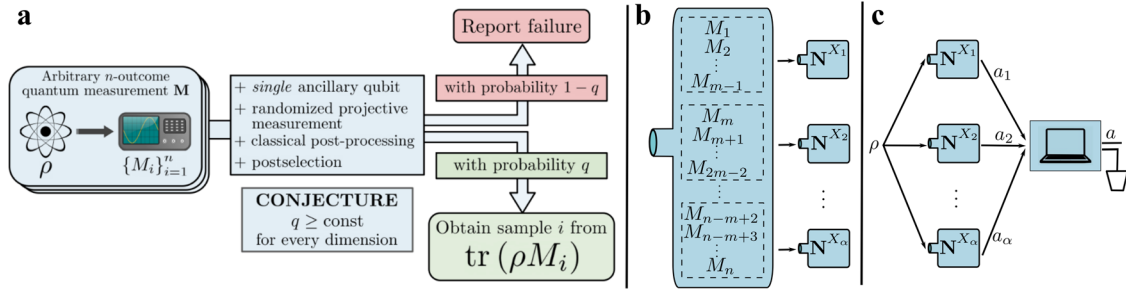 a
Arbitrary n-outcome
quantum measurement M
ρ
{M_i}_{i=1}^n
+ single ancillary qubit
+ randomized projective
measurement
+ classical post-processing
+ postselection
CONJECTURE
q ≥ const
for every dimension
Report failure
with probability 1 − q
with probability q
Obtain sample i from
tr (ρM_i)
b
M_1
M_2
⋮
M_{m−1}
M_m
M_{m+1}
⋮
M_{2m−2}
⋮
M_{n−m+2}
M_{n−m+3}
⋮
M_n
N^{X_1}
N^{X_2}
⋮
N^{X_α}
c
ρ
N^{X_1}
N^{X_2}
⋮
N^{X_α}
a_1
a_2
a_α
a